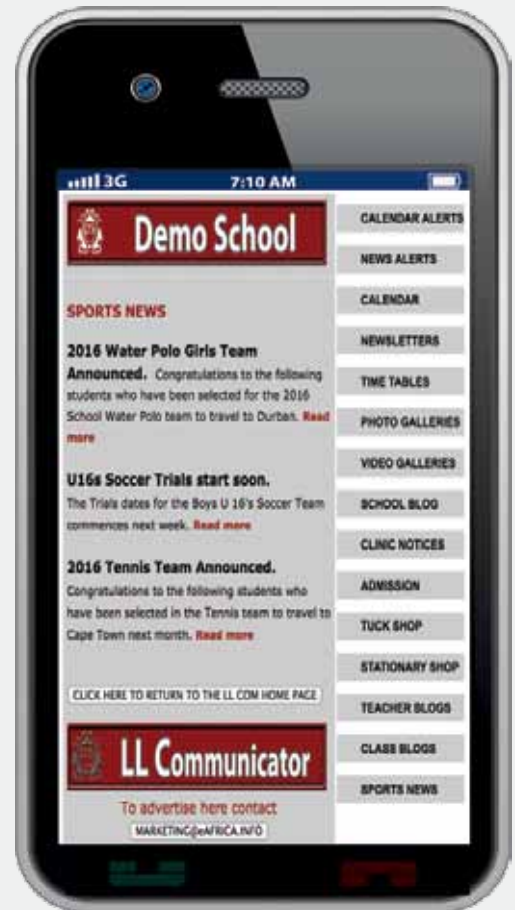 3G
7:10 AM
Demo School
SPORTS NEWS
2016 Water Polo Girls Team
Announced. Congratulations to the following
students who have been selected for the 2016
School Water Polo team to travel to Durban. Read
more
U16s Soccer Trials start soon.
The Trials dates for the Boys U 16's Soccer Team
commences next week. Read more
2016 Tennis Team Announced.
Congratulations to the following students who
have been selected in the Tennis team to travel to
Cape Town next month. Read more
CLICK HERE TO RETURN TO THE LL COM HOME PAGE
LL Communicator
To advertise here contact
MARKETING@eAFRICA.INFO
CALENDAR ALERTS
NEWS ALERTS
CALENDAR
NEWSLETTERS
TIME TABLES
PHOTO GALLERIES
VIDEO GALLERIES
SCHOOL BLOG
CLINIC NOTICES
ADMISSION
TUCK SHOP
STATIONARY SHOP
TEACHER BLOGS
CLASS BLOGS
SPORTS NEWS